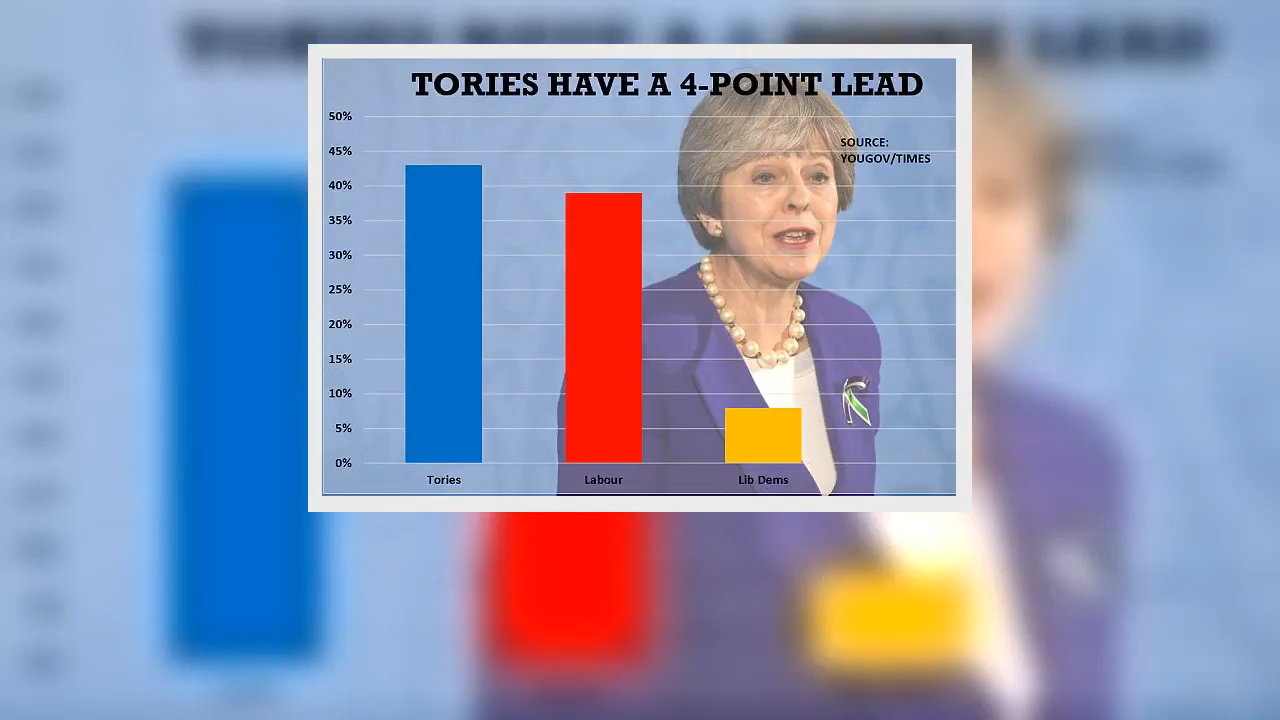 TORIES HAVE A 4-POINT LEAD
50%
SOURCE:
45%
YOUGOV/TIMES
40%
35%
30%
25%
20%
15%
10%
5%
0%
Tories Labour Lib Dems